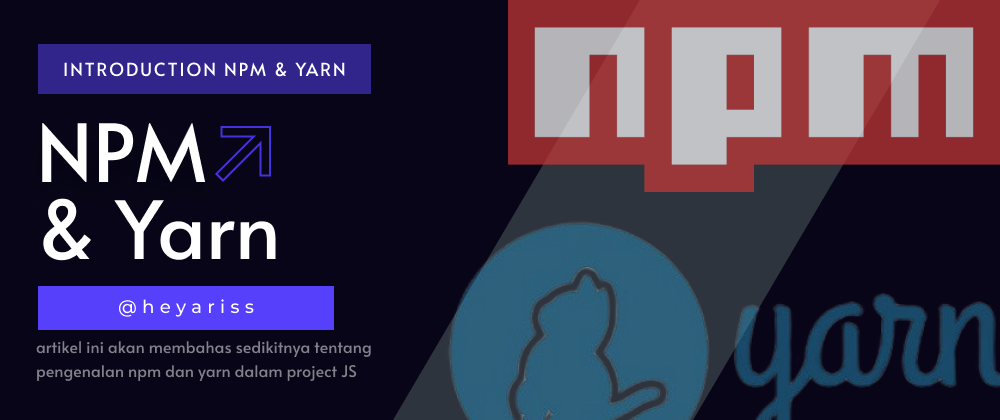 INTRODUCTION NPM & YARN
NPM
& Yarn
@heyariss
artikel ini akan membahas sedikitnya tentang
pengenalan npm dan yarn dalam project JS
npm
yarn